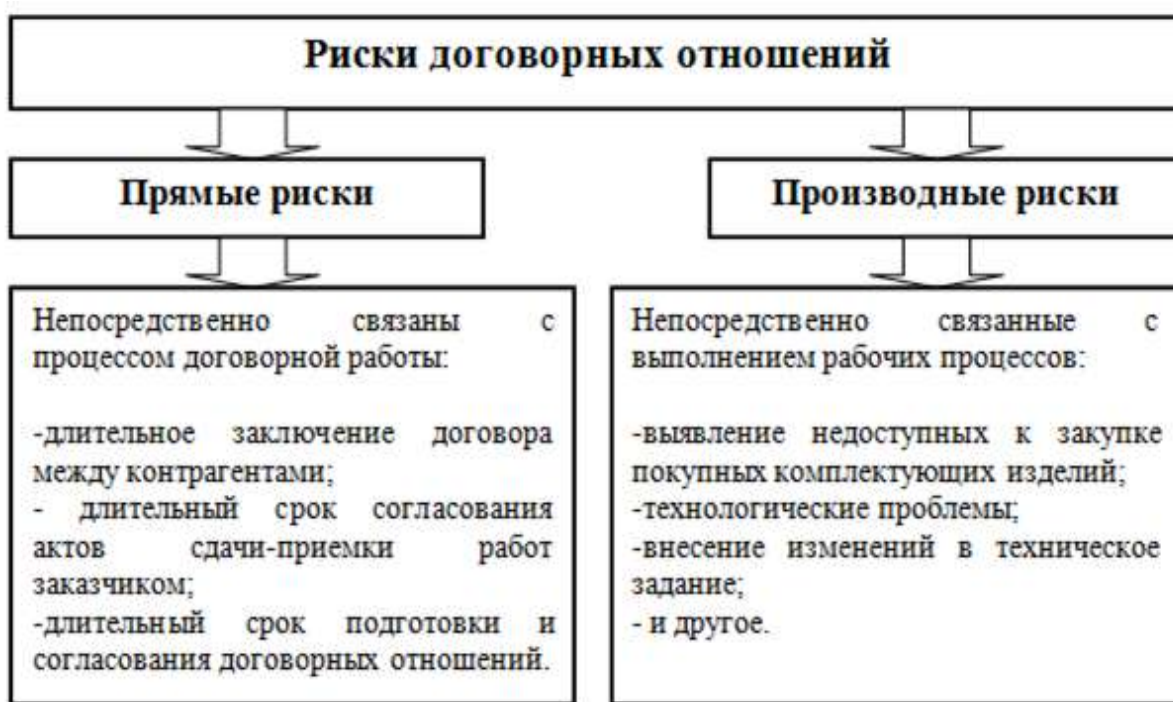 Риски договорных отношений
Прямые риски
Производные риски
Непосредственно связаны с
процессом договорной работы:
-длительное заключение договора
между контрагентами;
- длительный срок согласования
актов сдачи-приемки работ
заказчиком;
-длительный срок подготовки и
согласования договорных отношений.
Непосредственно связанные с
выполнением рабочих процессов:
-выявление недоступных к закупке
покупных комплектующих изделий;
-технологические проблемы;
-внесение изменений в техническое
задание;
- и другое.